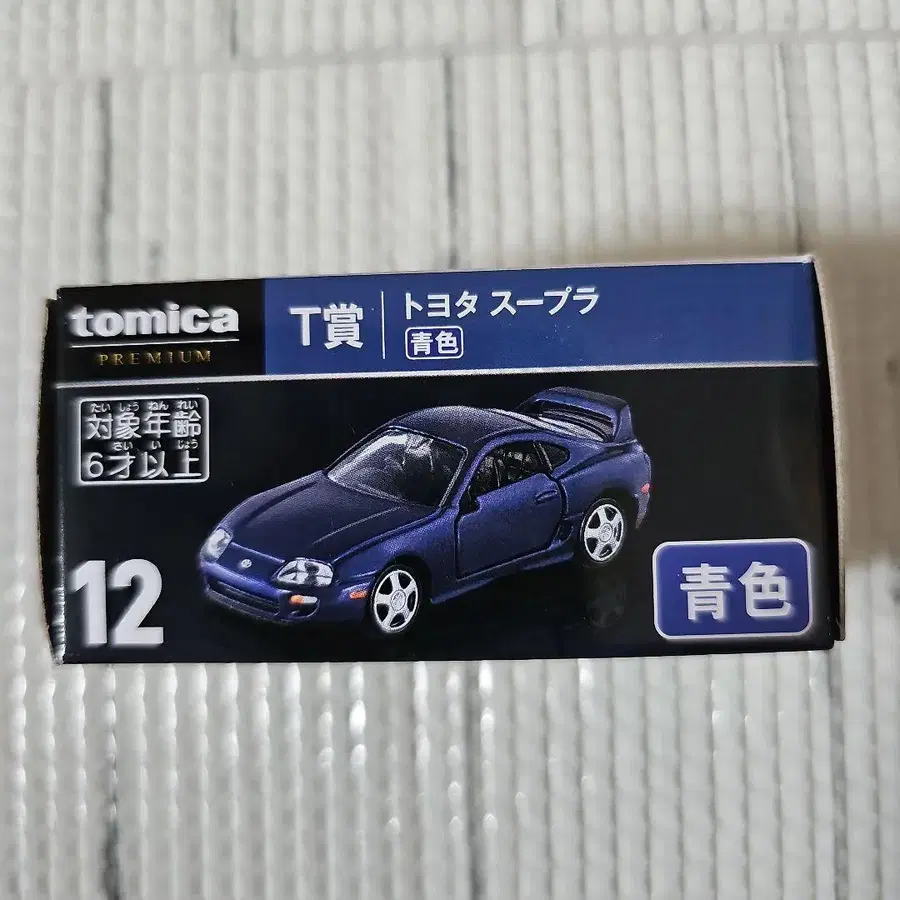 tomica
PREMIUM
T賞
トヨタ スープラ
青色
たい しょう ねん れい
対象年齢
さい い じょう
6才以上
12
青色